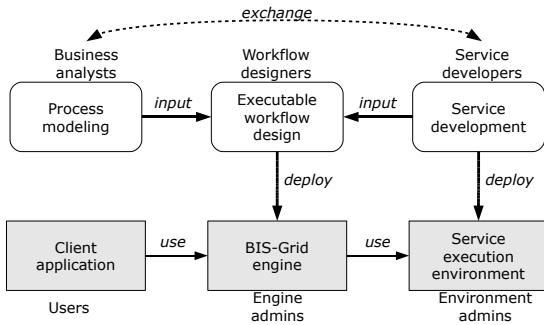 exchange
Business
analysts
Workflow
designers
Service
developers
Process
modeling
input
Executable
workflow
design
input
Service
development
deploy
deploy
Client
application
use
BIS-Grid
engine
use
Service
execution
environment
Users
Engine
admins
Environment
admins